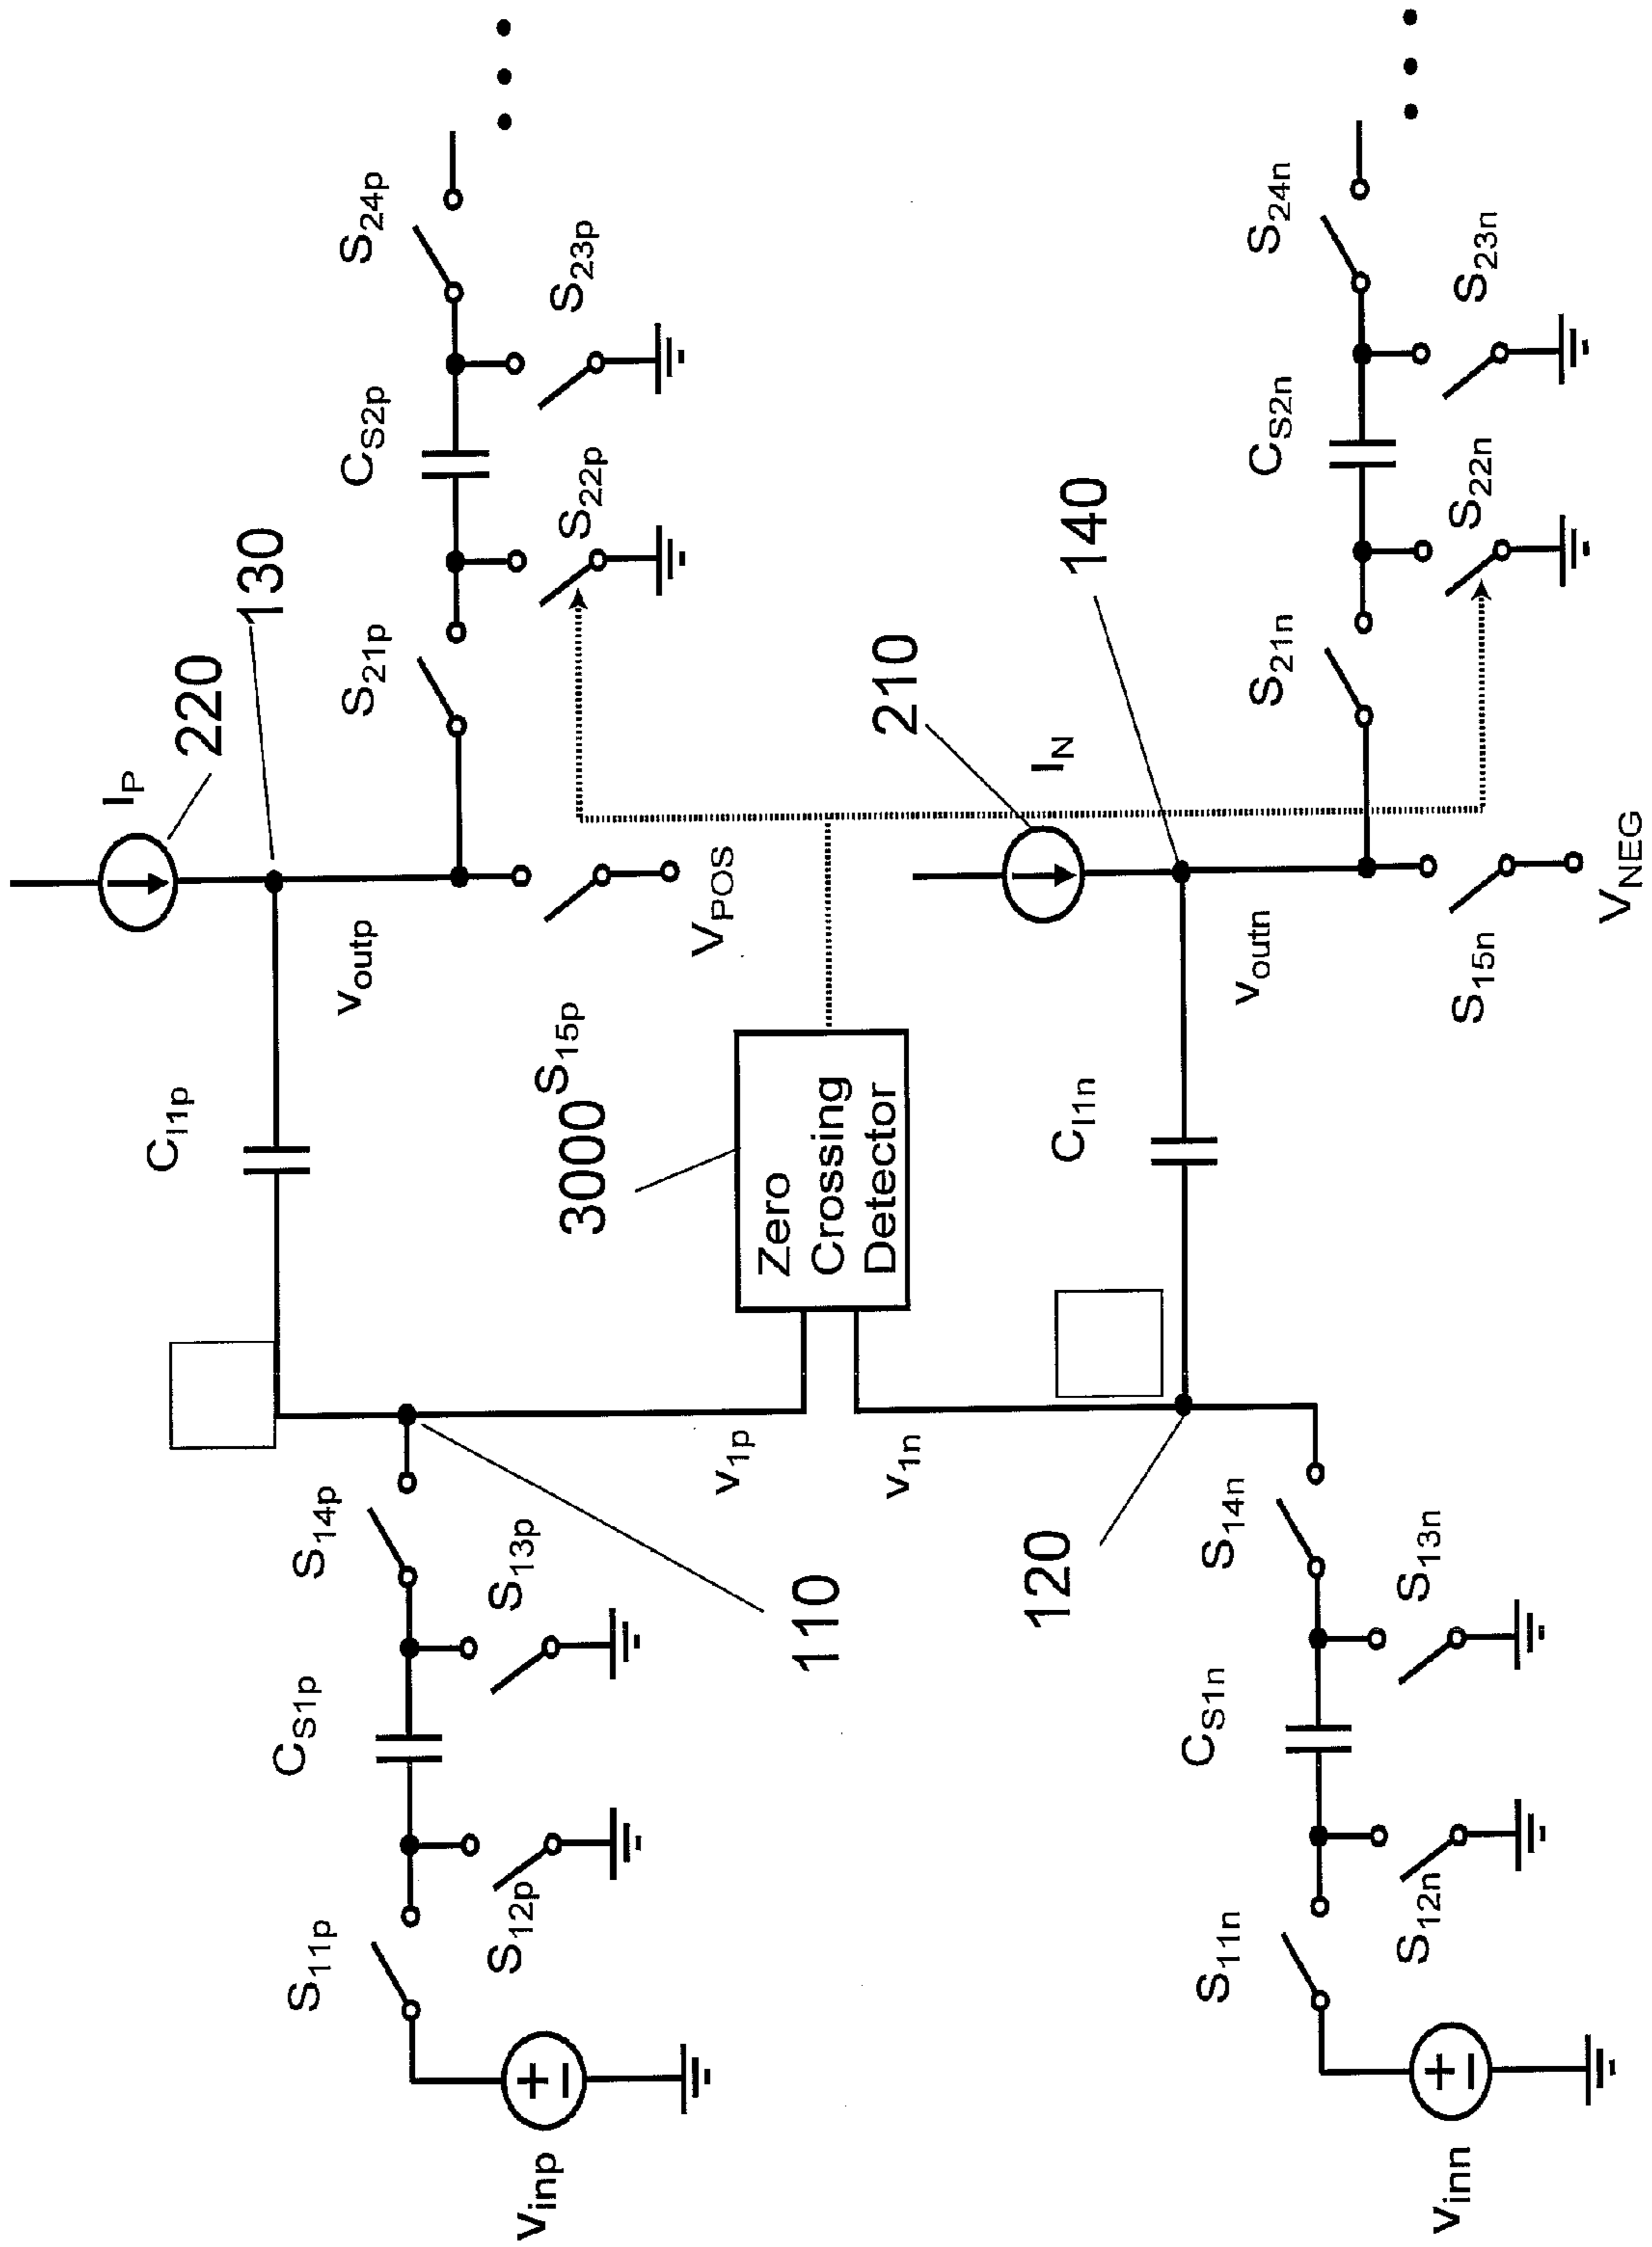 I_P
220
130
C_I1p
v_outp
S_21p
C_S2p
S_24p
S_22p
S_23p
S_15p
V_POS
v_inp
S_11p
C_S1p
S_14p
S_12p
S_13p
110
v_1p
3000
Zero
Crossing
Detector
v_1n
120
210
I_N
140
C_I1n
v_outn
S_21n
C_S2n
S_24n
S_22n
S_23n
S_15n
V_NEG
v_inn
S_11n
C_S1n
S_14n
S_12n
S_13n